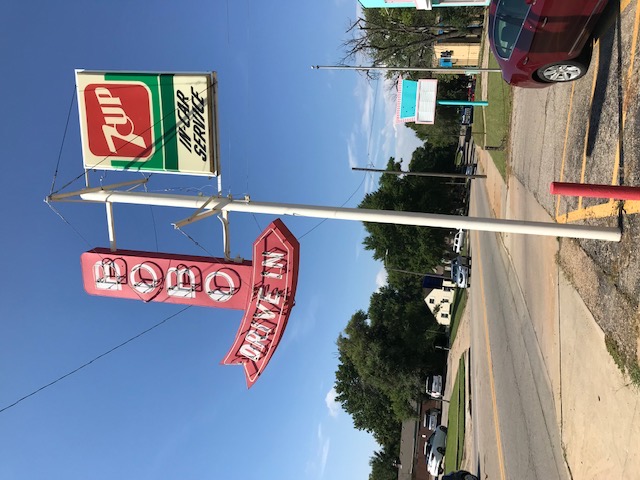 7UP
IN-CAR
SERVICE
BOBO
DRIVE IN